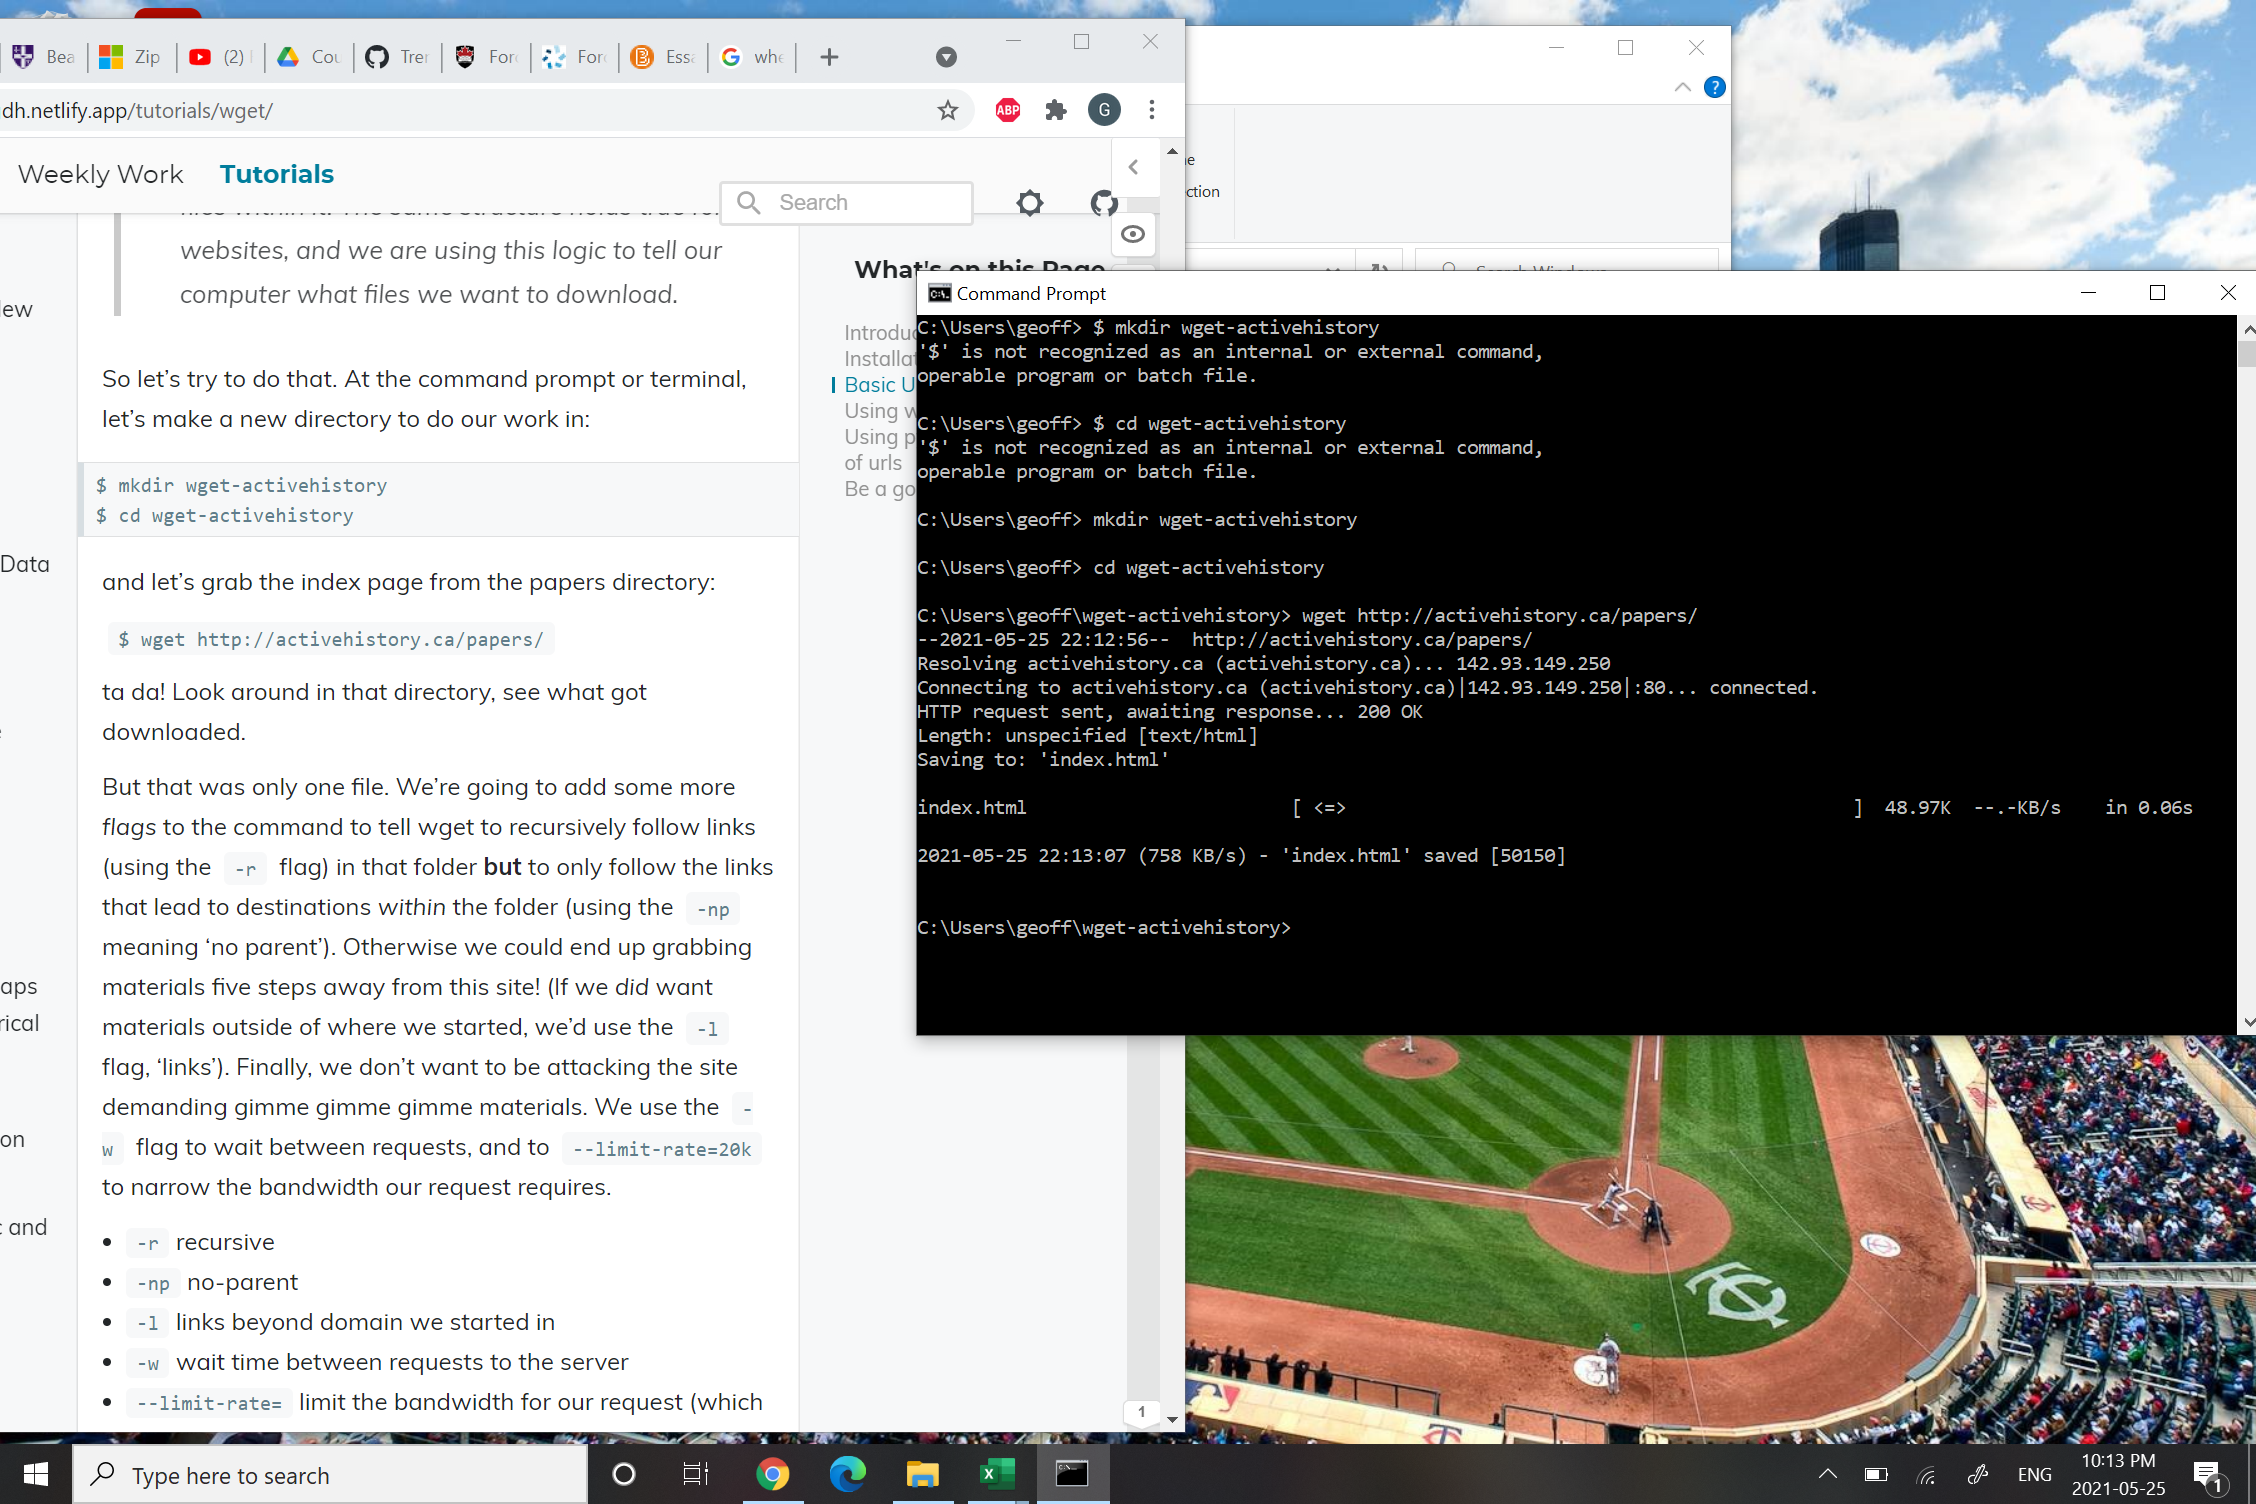 Bea
Zip
(2)
Cou
Trer
For
For
Essa
whe
dh.netlify.app/tutorials/wget/
ABP
G
?
Weekly Work
Tutorials
Search
websites, and we are using this logic to tell our
computer what files we want to download.
So let's try to do that. At the command prompt or terminal,
let's make a new directory to do our work in:
$ mkdir wget-activehistory
$ cd wget-activehistory
and let's grab the index page from the papers directory:
$ wget http://activehistory.ca/papers/
ta da! Look around in that directory, see what got
downloaded.
But that was only one file. We're going to add some more
flags to the command to tell wget to recursively follow links
(using the -r flag) in that folder but to only follow the links
that lead to destinations within the folder (using the -np
meaning 'no parent'). Otherwise we could end up grabbing
materials five steps away from this site! (If we did want
materials outside of where we started, we'd use the -l
flag, 'links'). Finally, we don't want to be attacking the site
demanding gimme gimme gimme materials. We use the -
w flag to wait between requests, and to --limit-rate=20k
to narrow the bandwidth our request requires.
-r recursive
-np no-parent
-l links beyond domain we started in
-w wait time between requests to the server
--limit-rate= limit the bandwidth for our request (which
ew
Data
aps
rical
on
and
What's on this Page
Introduc
Installat
Basic U
Using w
Using p
of urls
Be a go
1
ction
Search Windows
Command Prompt
C:\Users\geoff> $ mkdir wget-activehistory
'$' is not recognized as an internal or external command,
operable program or batch file.
C:\Users\geoff> $ cd wget-activehistory
'$' is not recognized as an internal or external command,
operable program or batch file.
C:\Users\geoff> mkdir wget-activehistory
C:\Users\geoff> cd wget-activehistory
C:\Users\geoff\wget-activehistory> wget http://activehistory.ca/papers/
--2021-05-25 22:12:56--  http://activehistory.ca/papers/
Resolving activehistory.ca (activehistory.ca)... 142.93.149.250
Connecting to activehistory.ca (activehistory.ca)|142.93.149.250|:80... connected.
HTTP request sent, awaiting response... 200 OK
Length: unspecified [text/html]
Saving to: 'index.html'
index.html [ <=> ] 48.97K --.-KB/s in 0.06s
2021-05-25 22:13:07 (758 KB/s) - 'index.html' saved [50150]
C:\Users\geoff\wget-activehistory>
TC
Type here to search
ENG
10:13 PM
2021-05-25
1